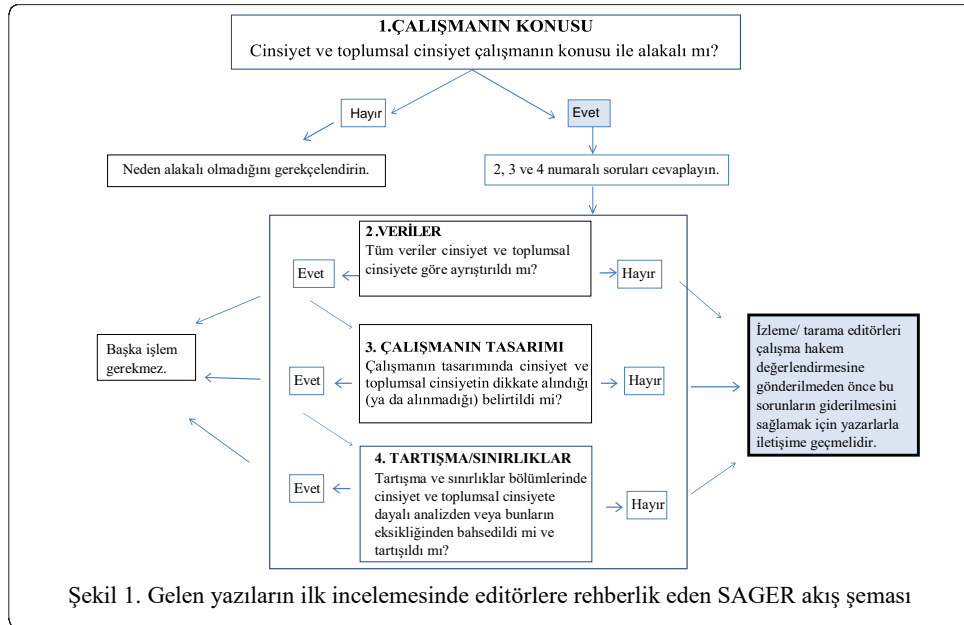 1.ÇALIŞMANIN KONUSU
Cinsiyet ve toplumsal cinsiyet çalışmanın konusu ile alakalı mı?
Hayır
Evet
Neden alakalı olmadığını gerekçelendirin.
2, 3 ve 4 numaralı soruları cevaplayın.
2.VERİLER
Tüm veriler cinsiyet ve toplumsal
cinsiyete göre ayrıştırıldı mı?
Evet
Hayır
Başka işlem
gerekmez.
3. ÇALIŞMANIN TASARIMI
Çalışmanın tasarımında cinsiyet ve
toplumsal cinsiyetin dikkate alındığı
(ya da alınmadığı) belirtildi mi?
Evet
Hayır
İzleme/ tarama editörleri
çalışma hakem
değerlendirmesine
gönderilmeden önce bu
sorunların giderilmesini
sağlamak için yazarlarla
iletişime geçmelidir.
4. TARTIŞMA/SINIRLIKLAR
Tartışma ve sınırlıklar bölümlerinde
cinsiyet ve toplumsal cinsiyete
dayalı analizden veya bunların
eksikliğinden bahsedildi mi ve
tartışıldı mı?
Evet
Hayır
Şekil 1. Gelen yazıların ilk incelemesinde editörlere rehberlik eden SAGER akış şeması